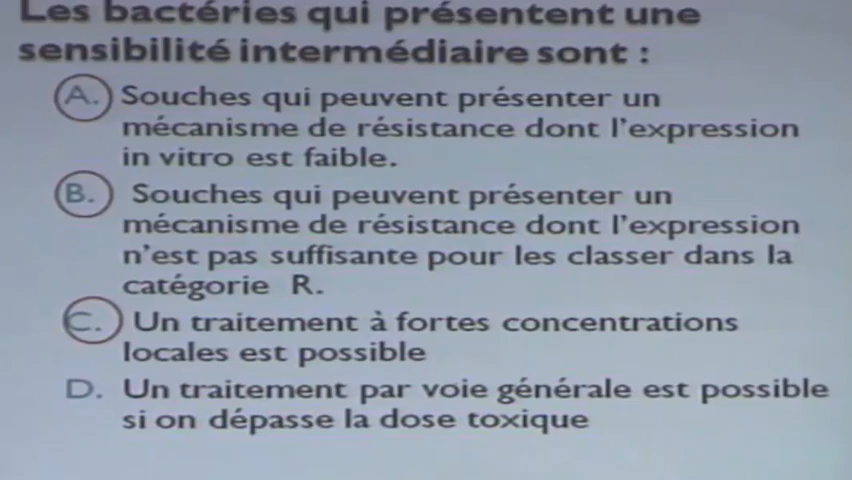 Les bactéries qui présentent une
sensibilité intermédiaire sont :
A. Souches qui peuvent présenter un
mécanisme de résistance dont l'expression
in vitro est faible.
B. Souches qui peuvent présenter un
mécanisme de résistance dont l'expression
n'est pas suffisante pour les classer dans la
catégorie R.
C. Un traitement à fortes concentrations
locales est possible
D. Un traitement par voie générale est possible
si on dépasse la dose toxique